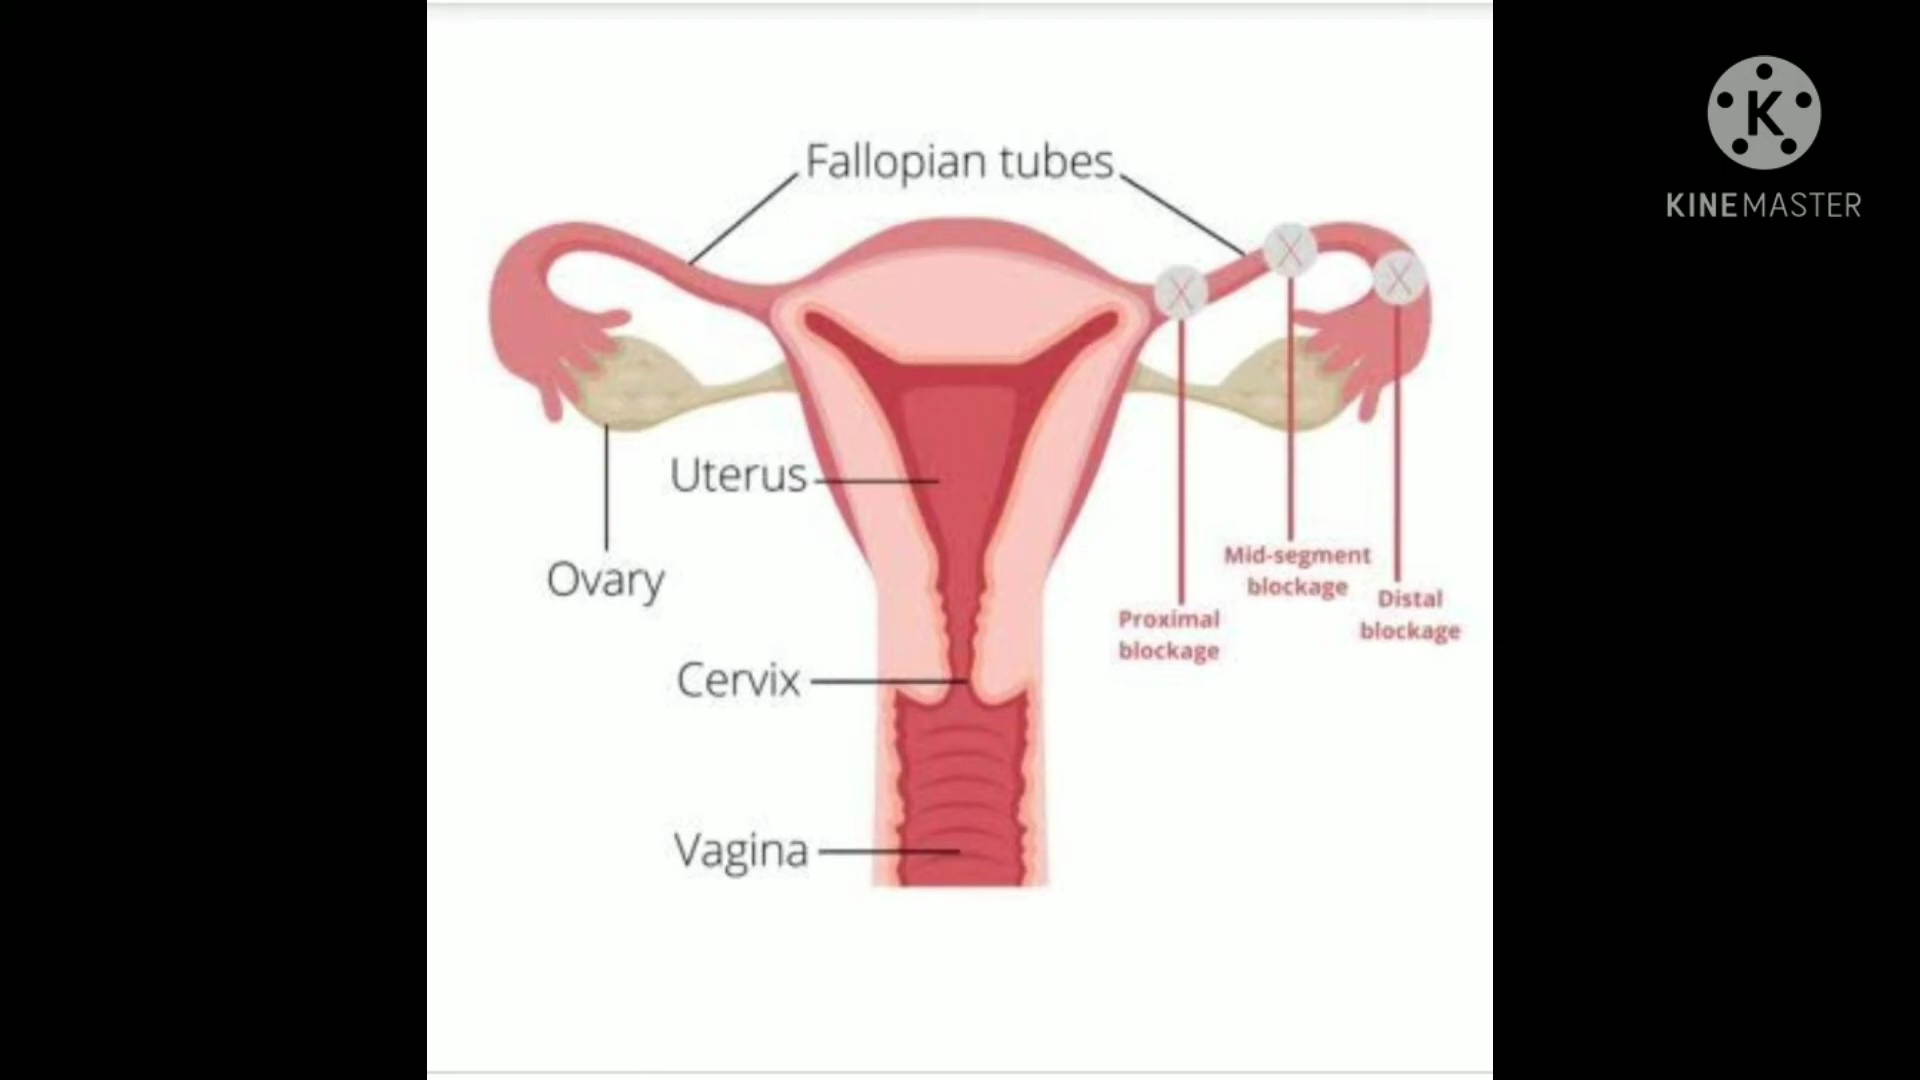 Fallopian tubes
Uterus
Ovary
Cervix
Vagina
Mid-segment
blockage
Distal
blockage
Proximal
blockage
K
KINEMASTER